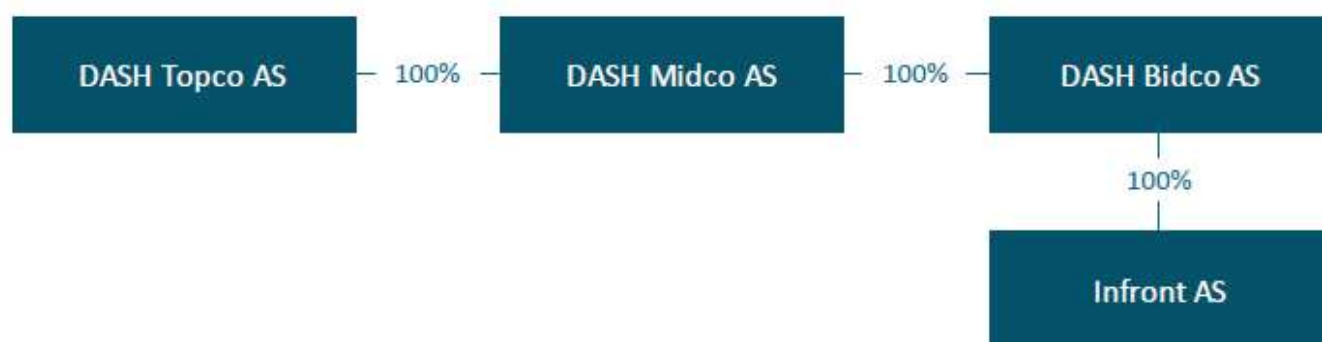 DASH Topco AS 100% DASH Midco AS 100% DASH Bidco AS
100%
Infront AS